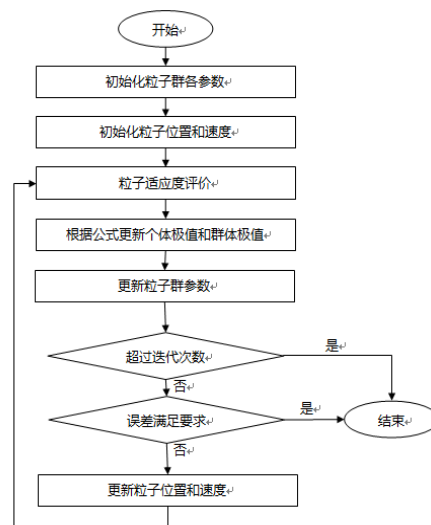 开始
初始化粒子群各参数
初始化粒子位置和速度
粒子适应度评价
根据公式更新个体极值和群体极值
更新粒子群参数
超过迭代次数
是
否
误差满足要求
是
结束
否
更新粒子位置和速度